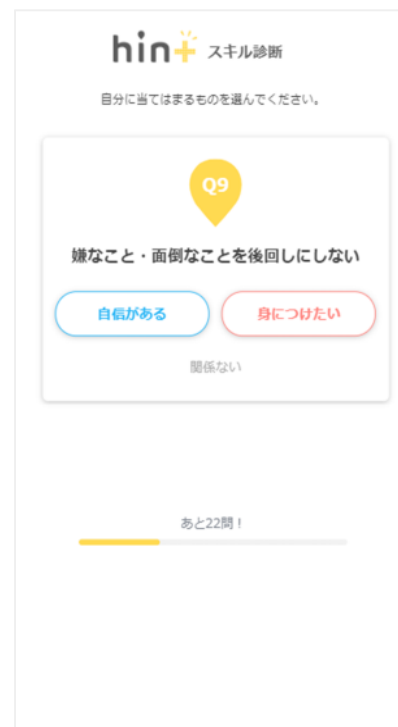 hint スキル診断
自分に当てはまるものを選んでください。
Q9
嫌なこと・面倒なことを後回しにしない
自信がある 身につけたい
関係ない
あと22問！